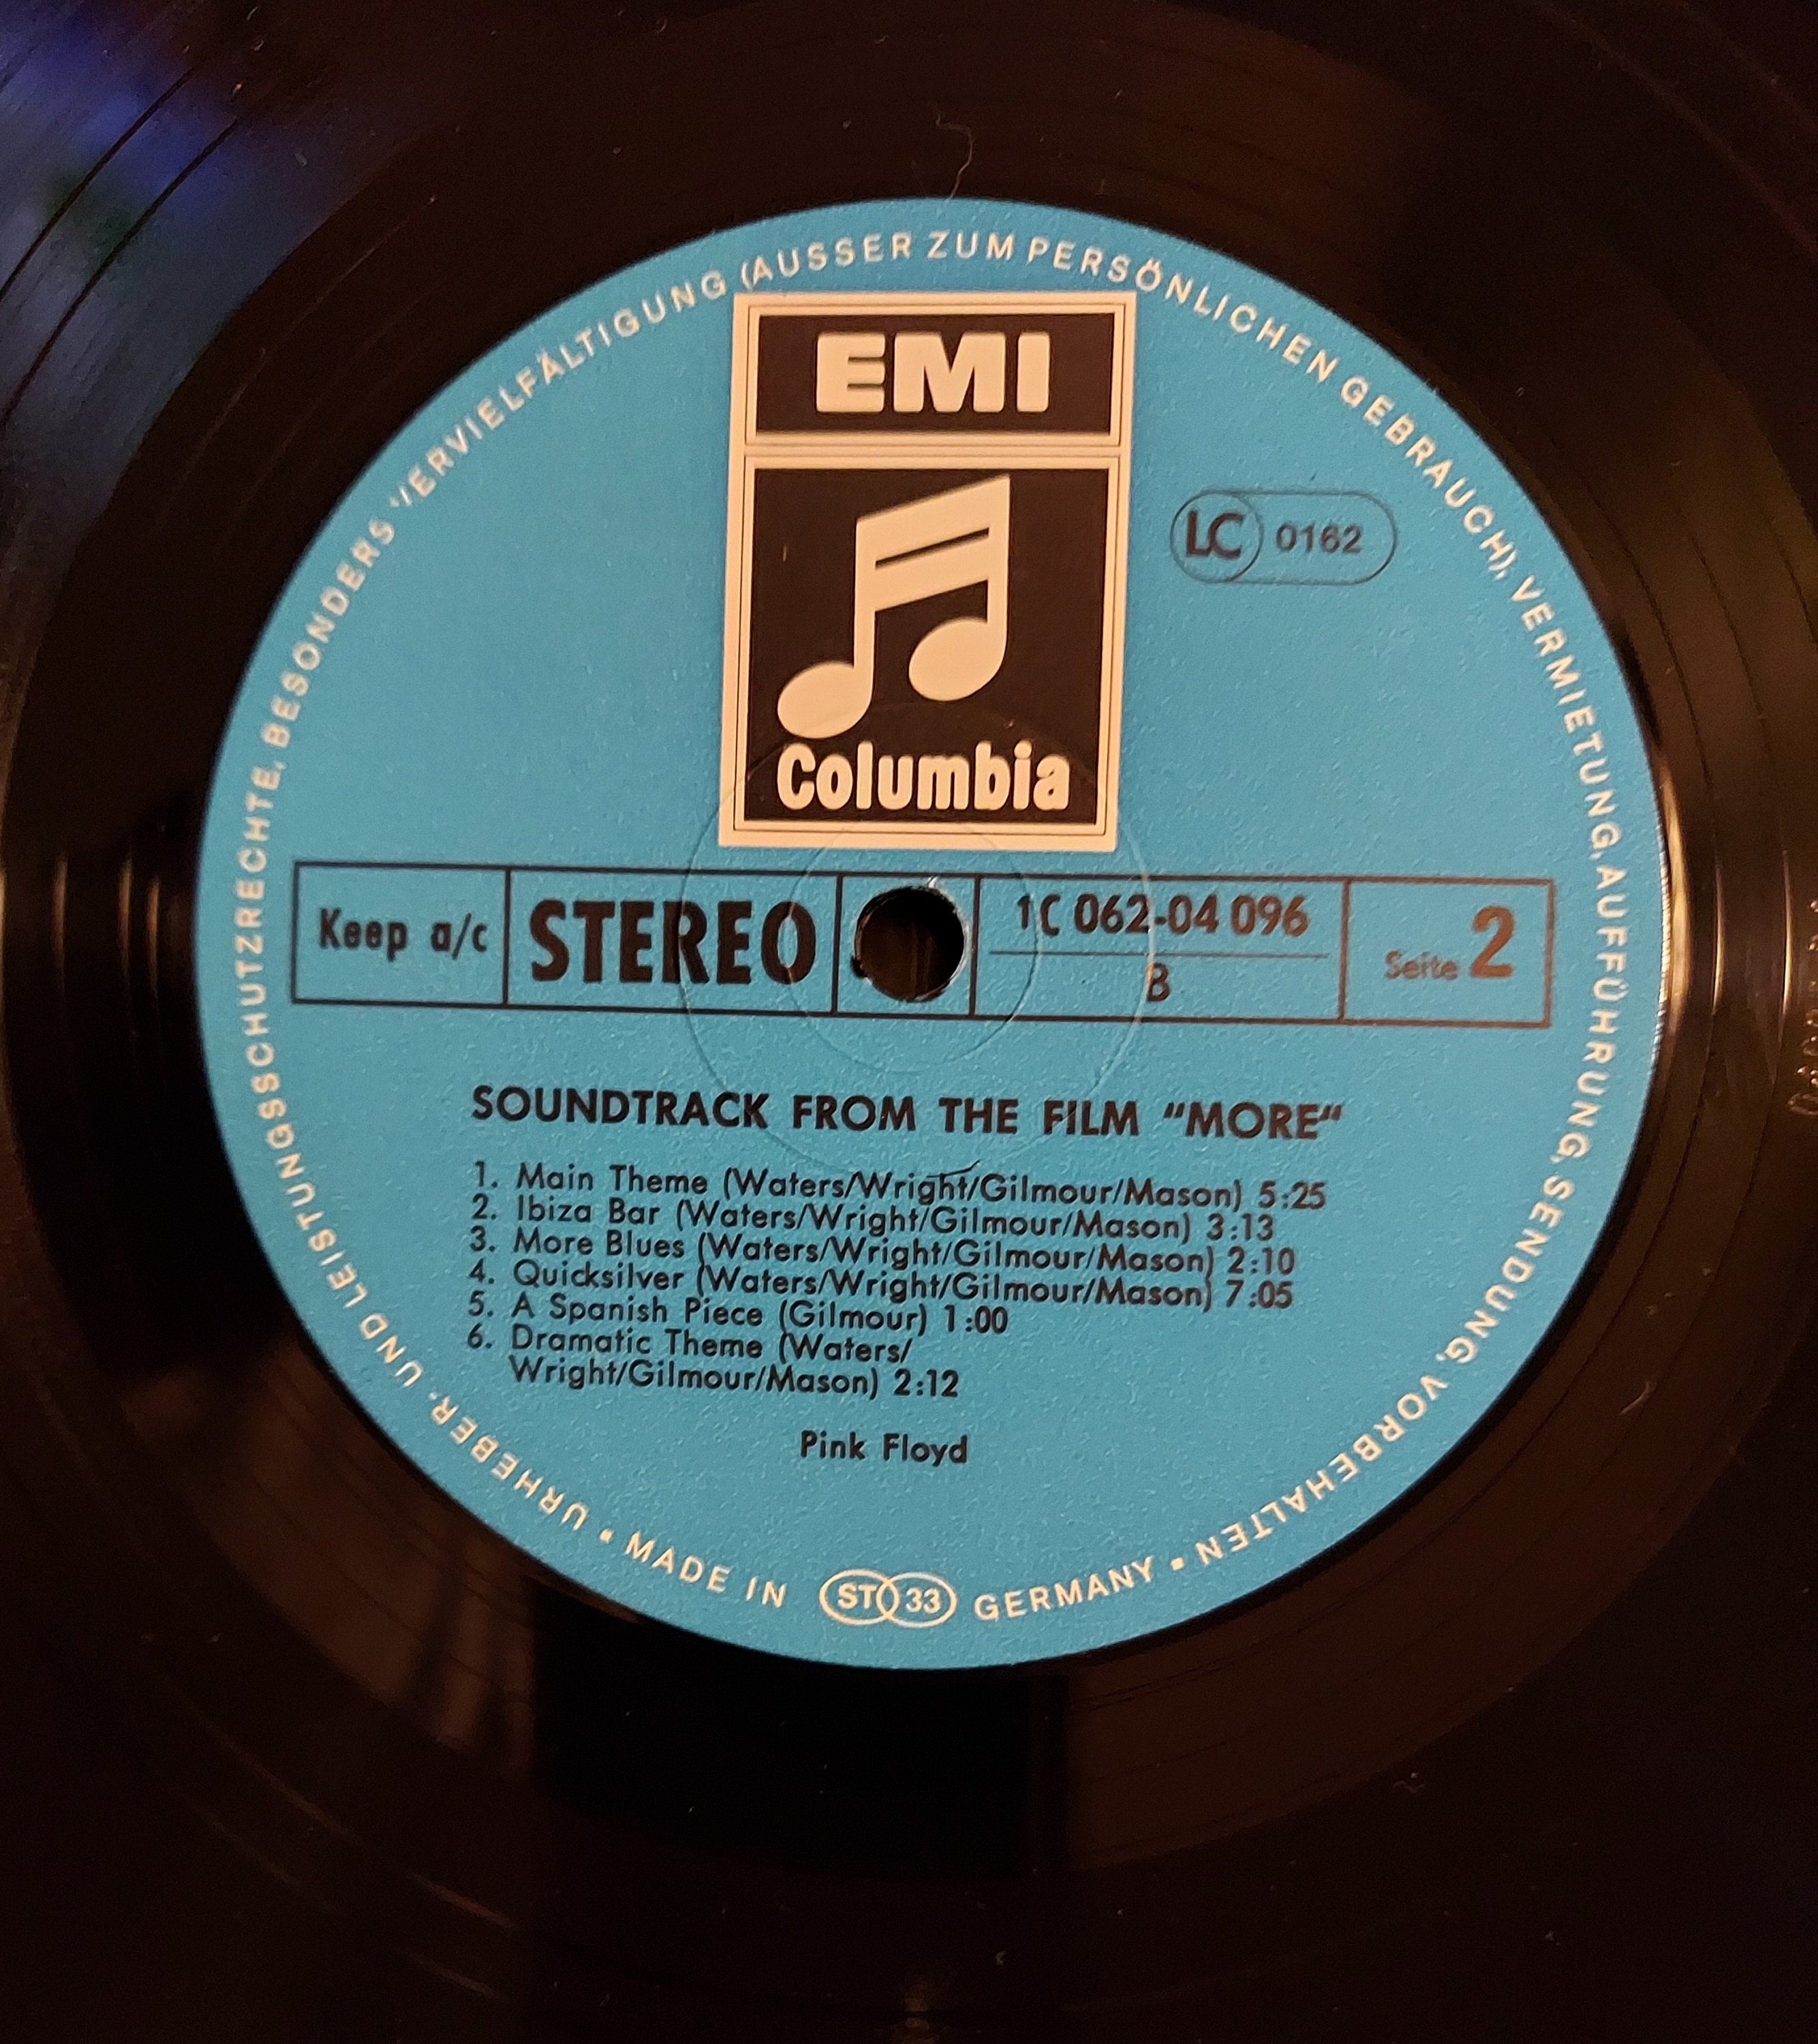 URHEBER- UND LEISTUNGSSCHUTZRECHTE, BESONDERS VERVIELFÄLTIGUNG (AUSSER ZUM PERSÖNLICHEN GEBRAUCH), VERMIETUNG, AUFFÜHRUNG, SENDUNG, VORBEHALTEN
EMI
LC 0162
Columbia
Keep a/c
STEREO
1C 062-04 096
B
Seite 2
SOUNDTRACK FROM THE FILM "MORE"
1. Main Theme (Waters/Wright/Gilmour/Mason) 5:25
2. Ibiza Bar (Waters/Wright/Gilmour/Mason) 3:13
3. More Blues (Waters/Wright/Gilmour/Mason) 2:10
4. Quicksilver (Waters/Wright/Gilmour/Mason) 7:05
5. A Spanish Piece (Gilmour) 1:00
6. Dramatic Theme (Waters/
Wright/Gilmour/Mason) 2:12
Pink Floyd
• MADE IN ST 33 GERMANY •